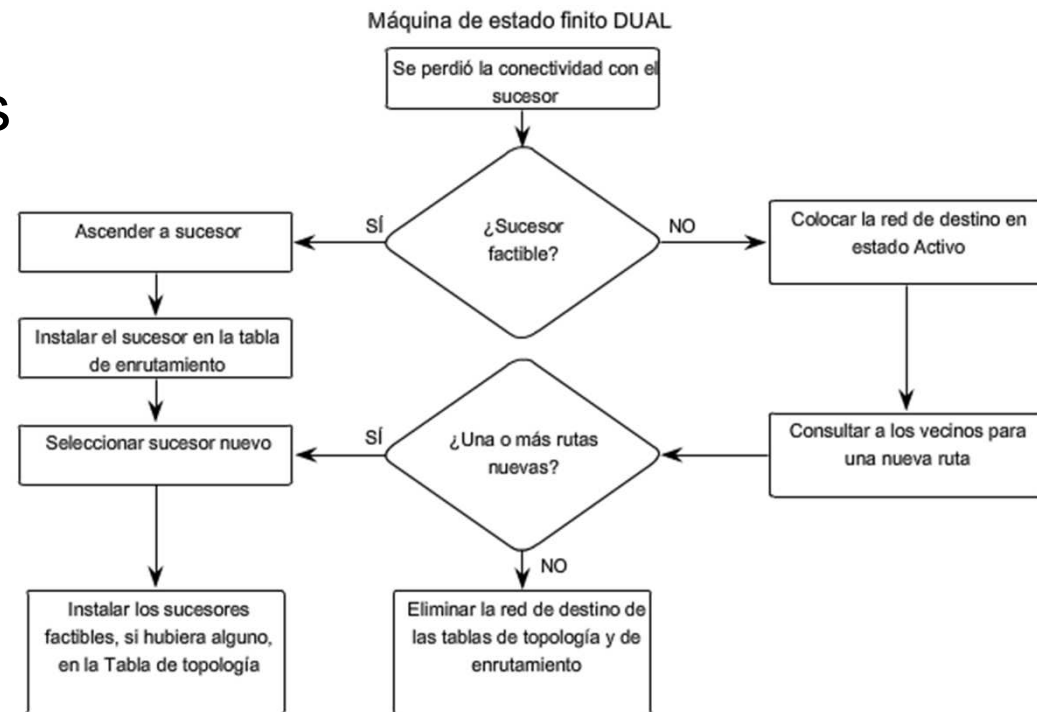 Máquina de estado finito DUAL
s
Se perdió la conectividad con el
sucesor
¿Sucesor
factible?
SÍ
NO
Ascender a sucesor
Colocar la red de destino en
estado Activo
Instalar el sucesor en la tabla
de enrutamiento
Seleccionar sucesor nuevo
SÍ
¿Una o más rutas
nuevas?
Consultar a los vecinos para
una nueva ruta
NO
Instalar los sucesores
factibles, si hubiera alguno,
en la Tabla de topología
Eliminar la red de destino de
las tablas de topología y de
enrutamiento